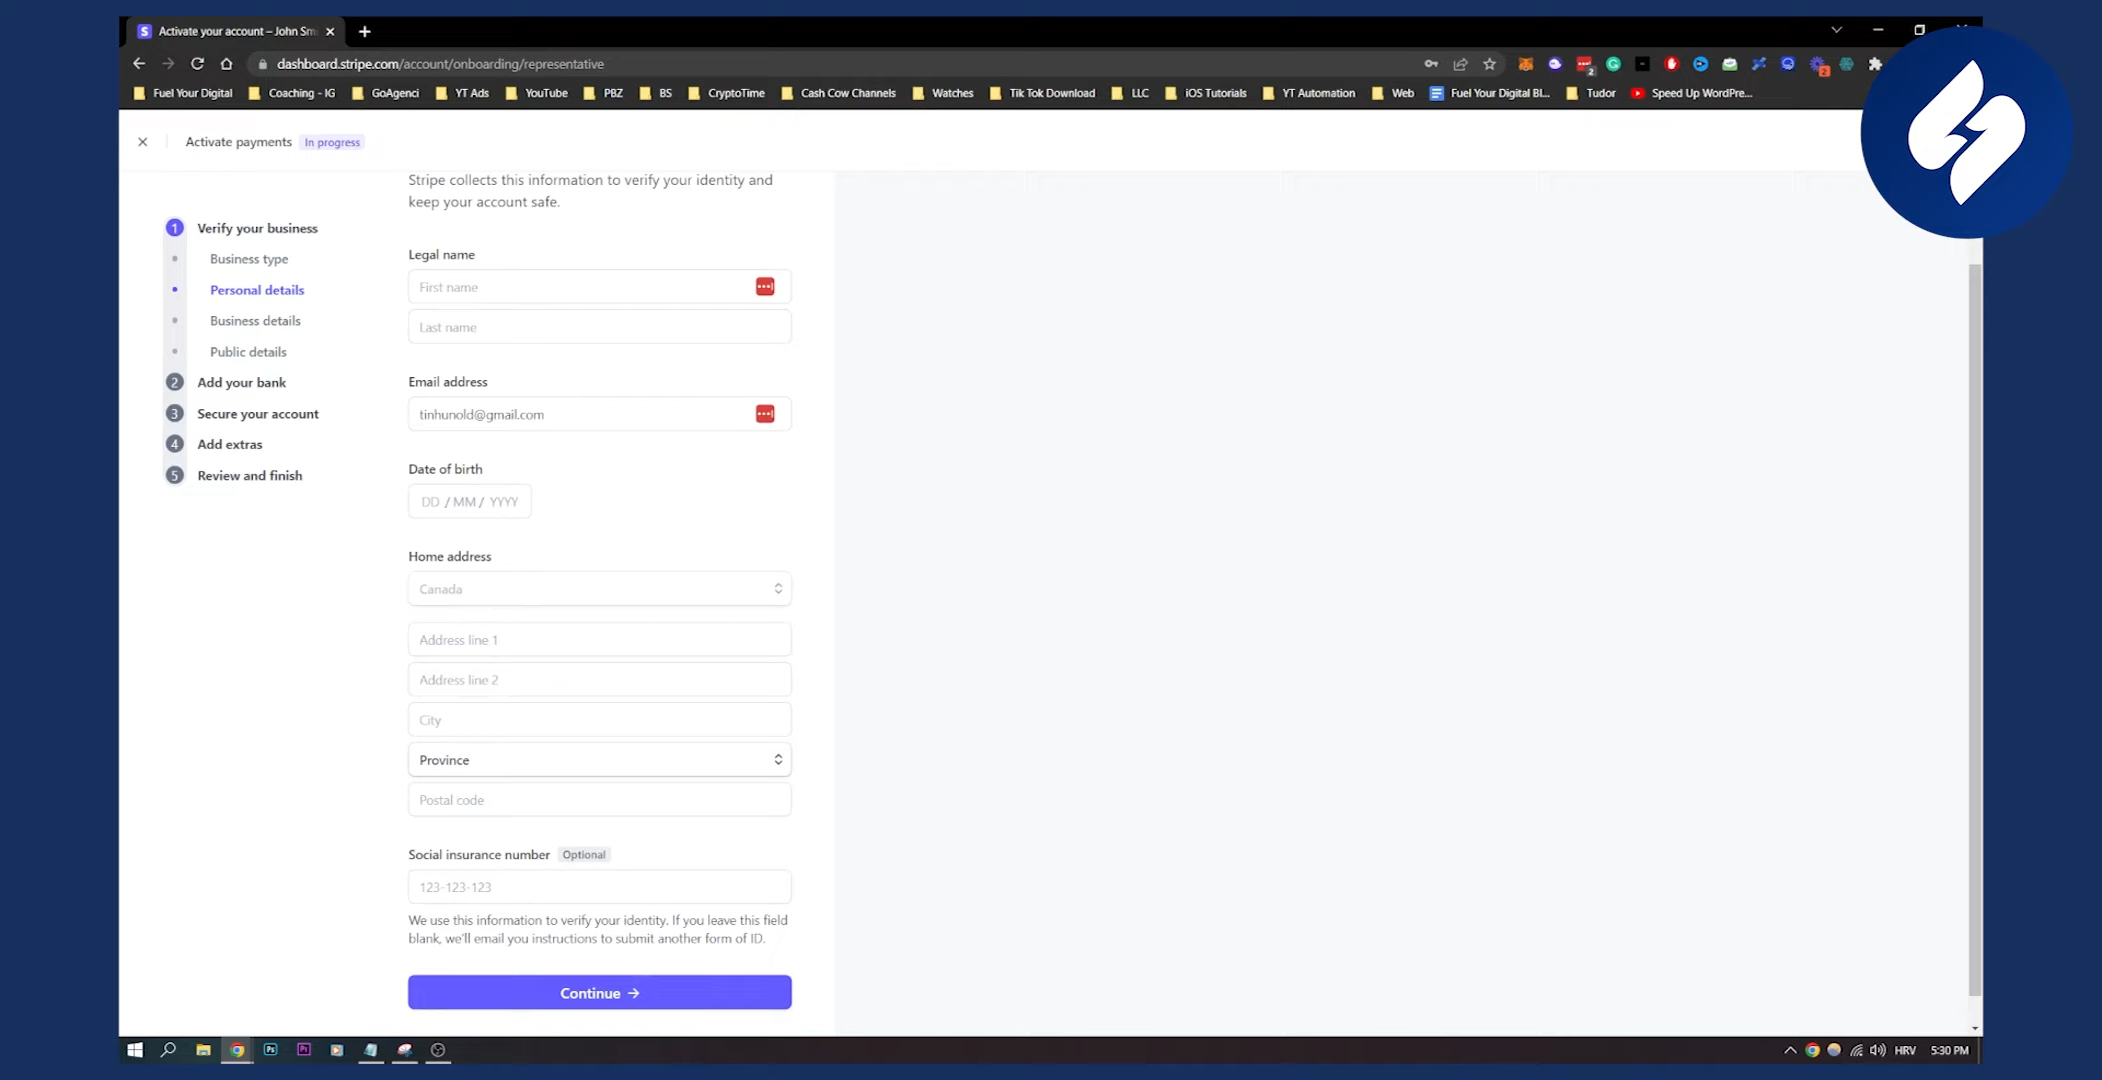 Activate your account – John Smi
dashboard.stripe.com/account/onboarding/representative
Fuel Your Digital
Coaching - IG
GoAgenci
YT Ads
YouTube
PBZ
BS
CryptoTime
Cash Cow Channels
Watches
Tik Tok Download
LLC
iOS Tutorials
YT Automation
Web
Fuel Your Digital Bl...
Tudor
Speed Up WordPre...
Activate payments In progress
Stripe collects this information to verify your identity and
keep your account safe.
1 Verify your business
Business type
Personal details
Business details
Public details
2 Add your bank
3 Secure your account
4 Add extras
5 Review and finish
Legal name
First name
Last name
Email address
tinhunold@gmail.com
Date of birth
DD / MM / YYYY
Home address
Canada
Address line 1
Address line 2
City
Province
Postal code
Social insurance number Optional
123-123-123
We use this information to verify your identity. If you leave this field
blank, we'll email you instructions to submit another form of ID.
Continue →
HRV
5:30 PM